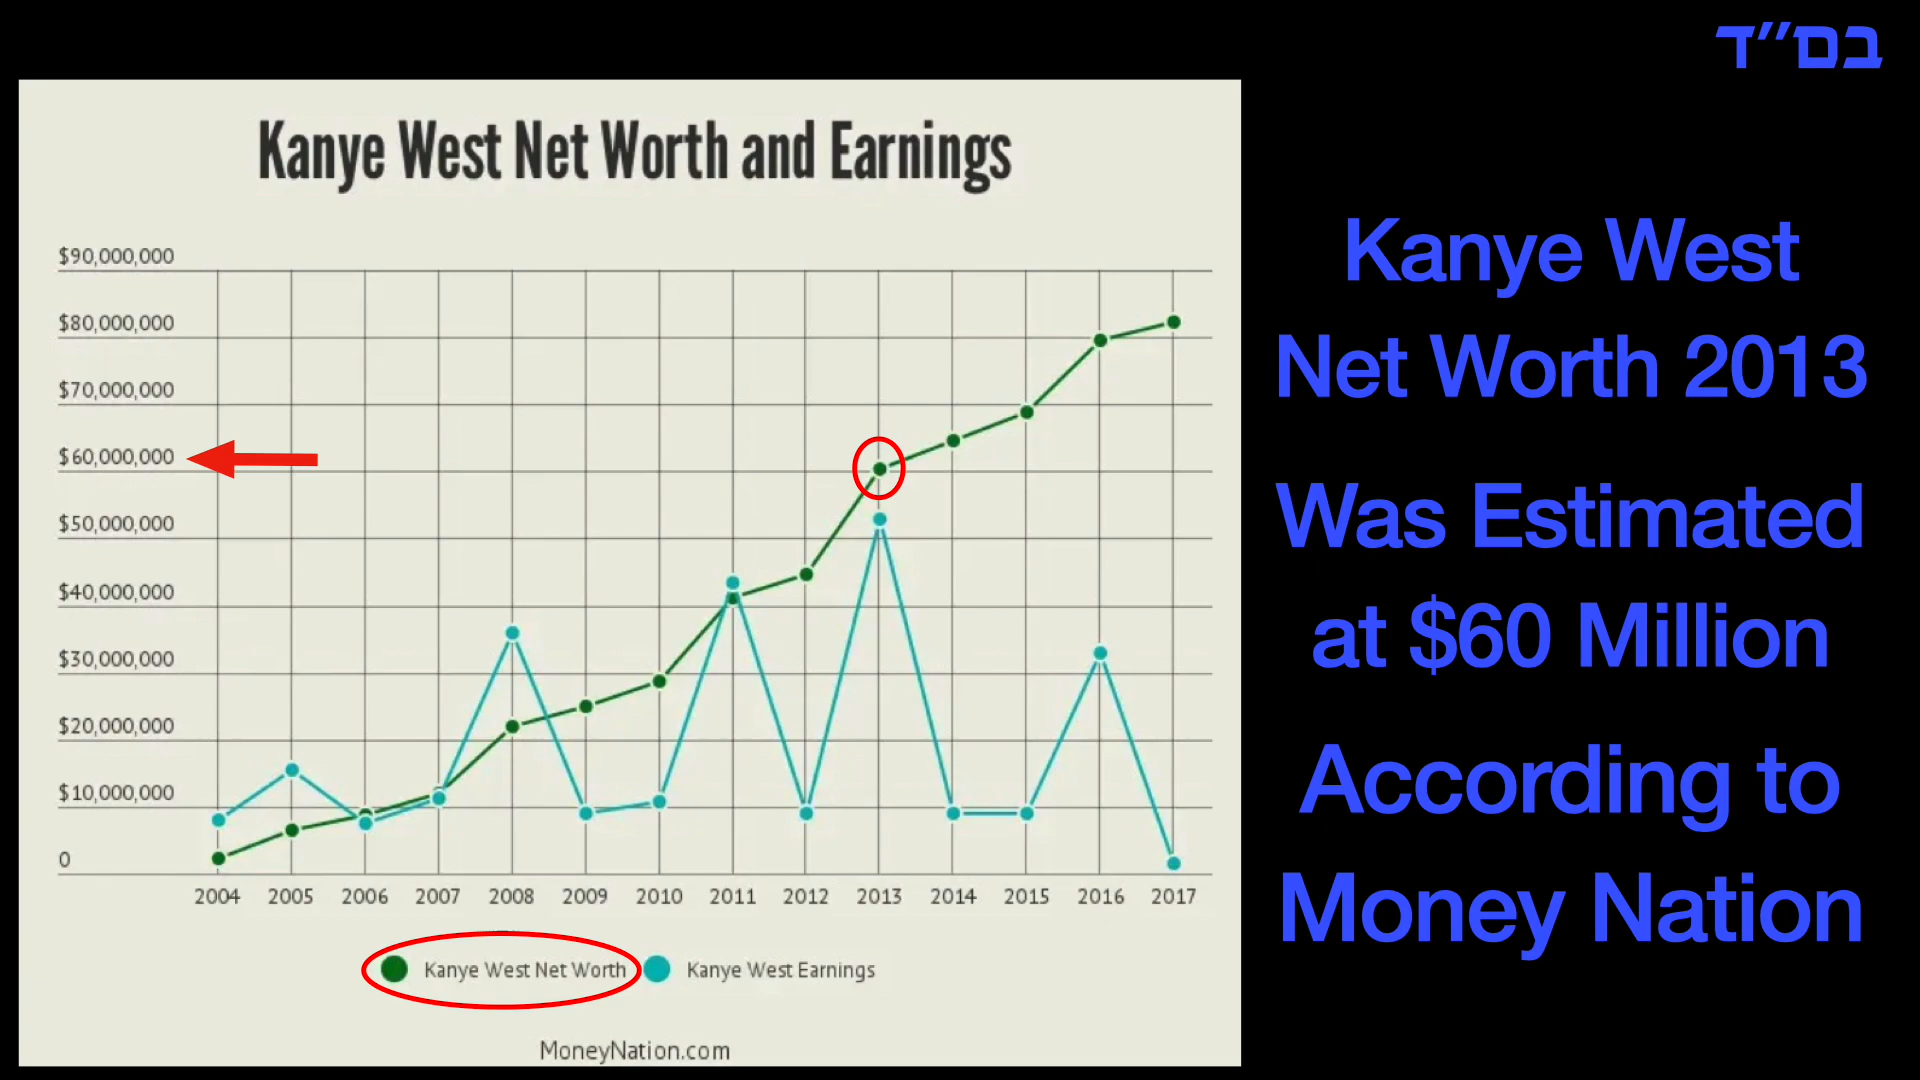 בס״ד
Kanye West Net Worth and Earnings
$90,000,000
$80,000,000
$70,000,000
$60,000,000
$50,000,000
$40,000,000
$30,000,000
$20,000,000
$10,000,000
0
2004 2005 2006 2007 2008 2009 2010 2011 2012 2013 2014 2015 2016 2017
Kanye West Net Worth Kanye West Earnings
MoneyNation.com
Kanye West
Net Worth 2013
Was Estimated
at $60 Million
According to
Money Nation